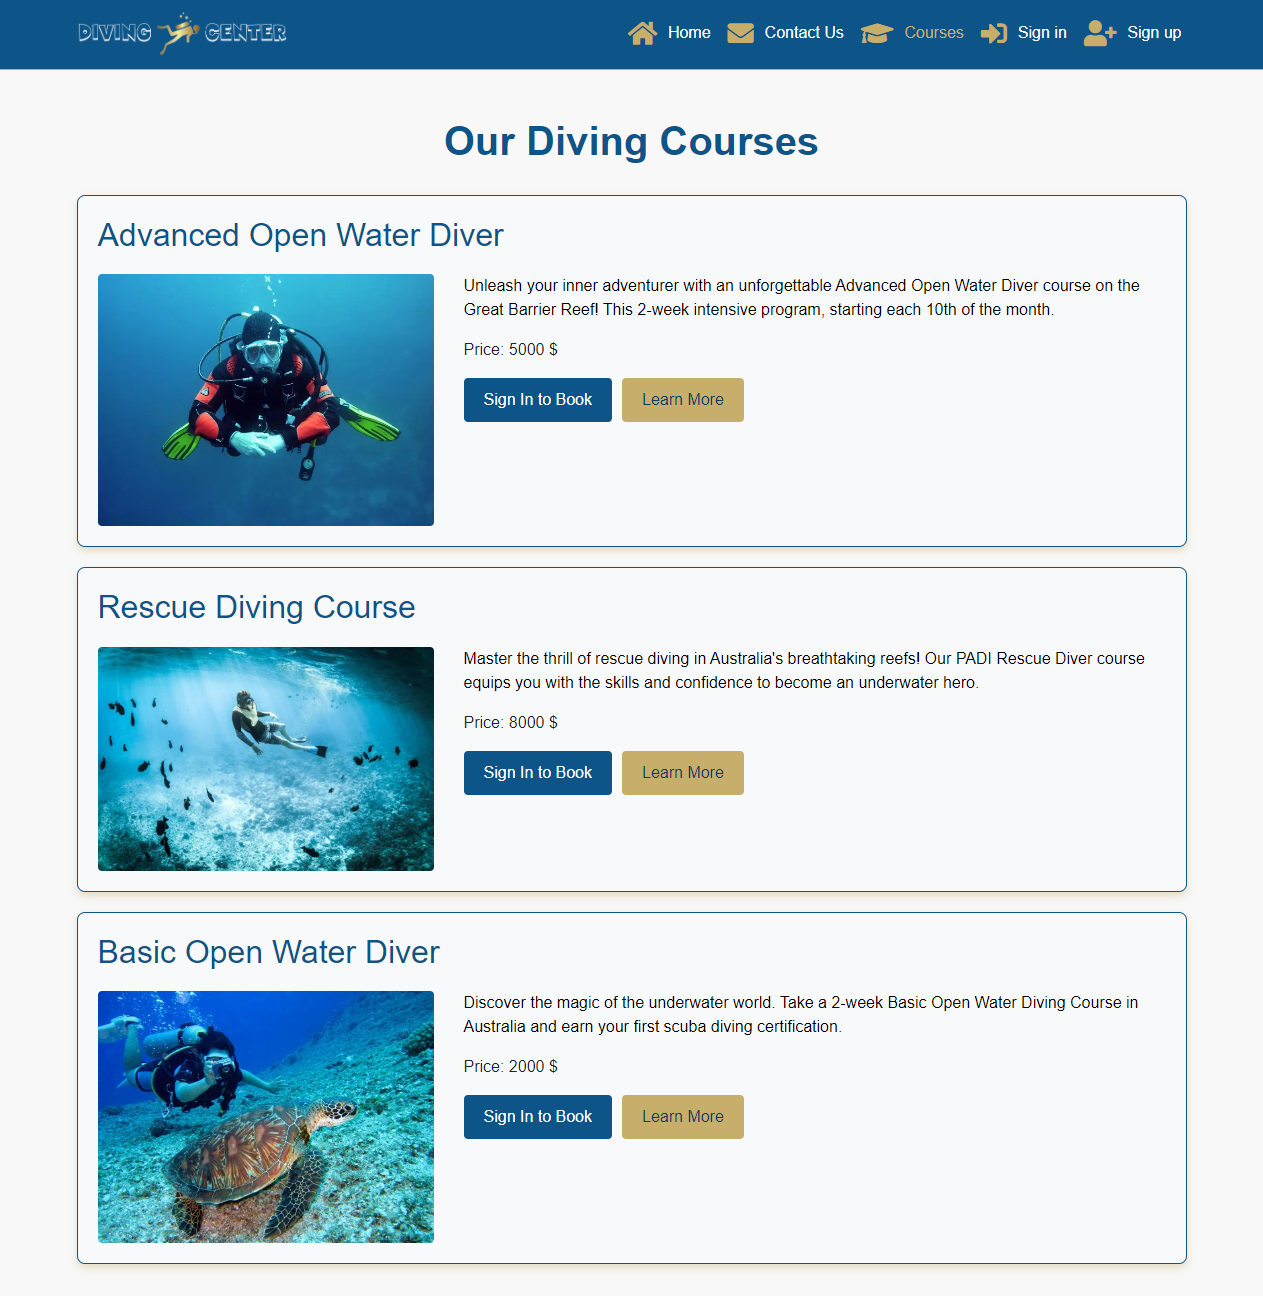 DIVING CENTER
Home
Contact Us
Courses
Sign in
Sign up
Our Diving Courses
Advanced Open Water Diver
Unleash your inner adventurer with an unforgettable Advanced Open Water Diver course on the
Great Barrier Reef! This 2-week intensive program, starting each 10th of the month.
Price: 5000 $
Sign In to Book
Learn More
Rescue Diving Course
Master the thrill of rescue diving in Australia's breathtaking reefs! Our PADI Rescue Diver course
equips you with the skills and confidence to become an underwater hero.
Price: 8000 $
Sign In to Book
Learn More
Basic Open Water Diver
Discover the magic of the underwater world. Take a 2-week Basic Open Water Diving Course in
Australia and earn your first scuba diving certification.
Price: 2000 $
Sign In to Book
Learn More